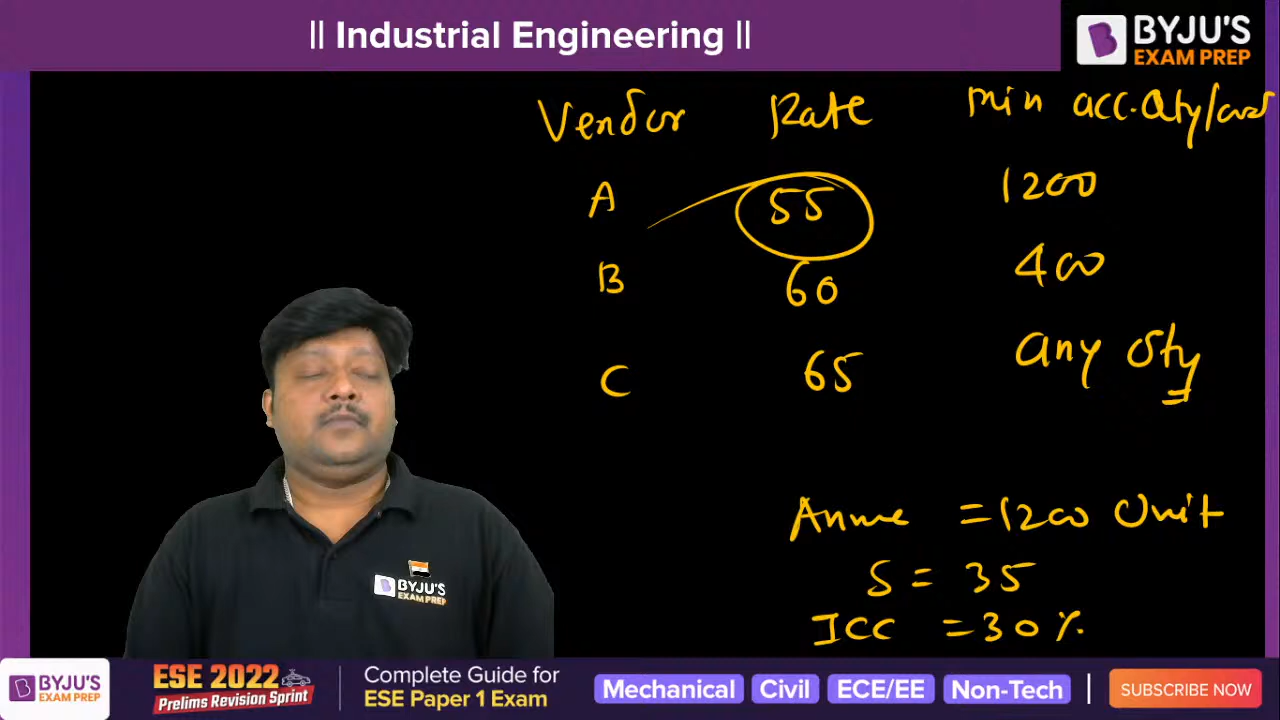 || Industrial Engineering ||
BYJU'S
EXAM PREP
Vendor Rate min acc. Qty/
A 55 1200
B 60 400
C 65 any Qty
= 1200 Unit
S = 35
ICC = 30 %
BYJU'S
EXAM PREP
BYJU'S
EXAM PREP
ESE 2022
Prelims Revision Sprint
Complete Guide for
ESE Paper 1 Exam
Mechanical Civil ECE/EE Non-Tech
SUBSCRIBE NOW